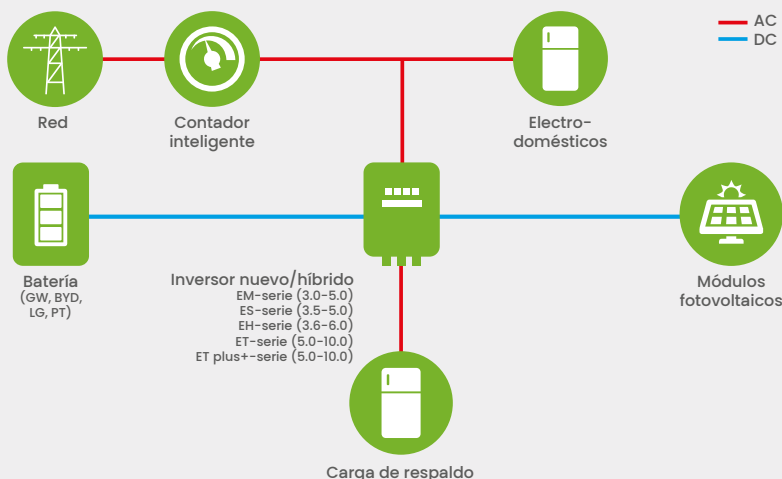 AC
DC
Red
Contador
inteligente
Electro-
domésticos
Batería
(GW, BYD,
LG, PT)
Inversor nuevo/híbrido
EM-serie (3.0-5.0)
ES-serie (3.5-5.0)
EH-serie (3.6-6.0)
ET-serie (5.0-10.0)
ET plus+-serie (5.0-10.0)
Módulos
fotovoltaicos
Carga de respaldo